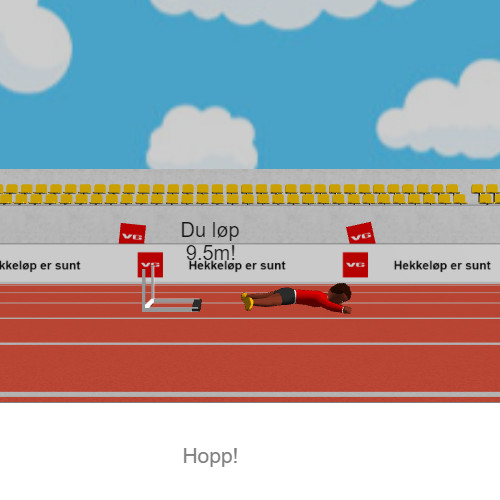 Du løp
9.5m!
VG
VG
kkeløp er sunt
VG
Hekkeløp er sunt
VG
Hekkeløp er sunt
Hopp!